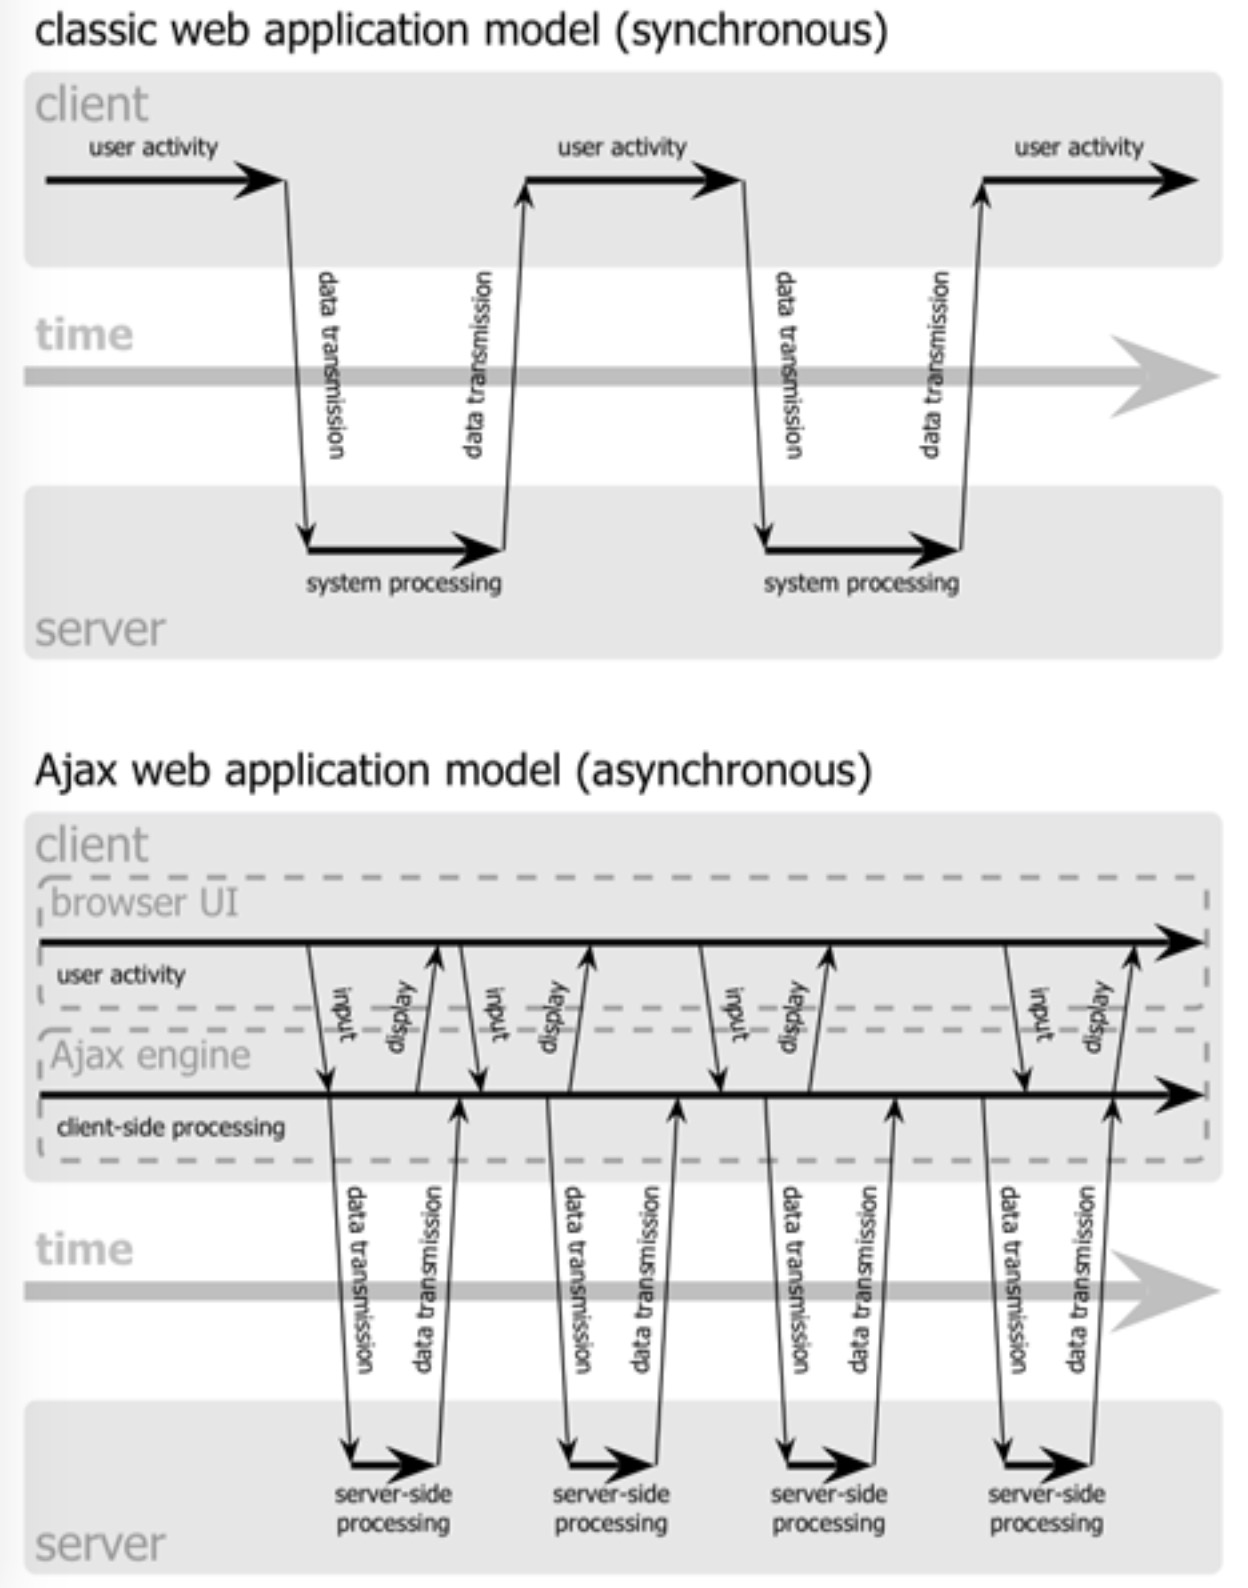 classic web application model (synchronous)
client
user activity
user activity
user activity
data transmission
data transmission
data transmission
data transmission
time
system processing
system processing
server
Ajax web application model (asynchronous)
client
browser UI
user activity
input
display
input
display
input
display
input
display
Ajax engine
client-side processing
data transmission
data transmission
data transmission
data transmission
data transmission
data transmission
data transmission
data transmission
time
server-side
processing
server-side
processing
server-side
processing
server-side
processing
server